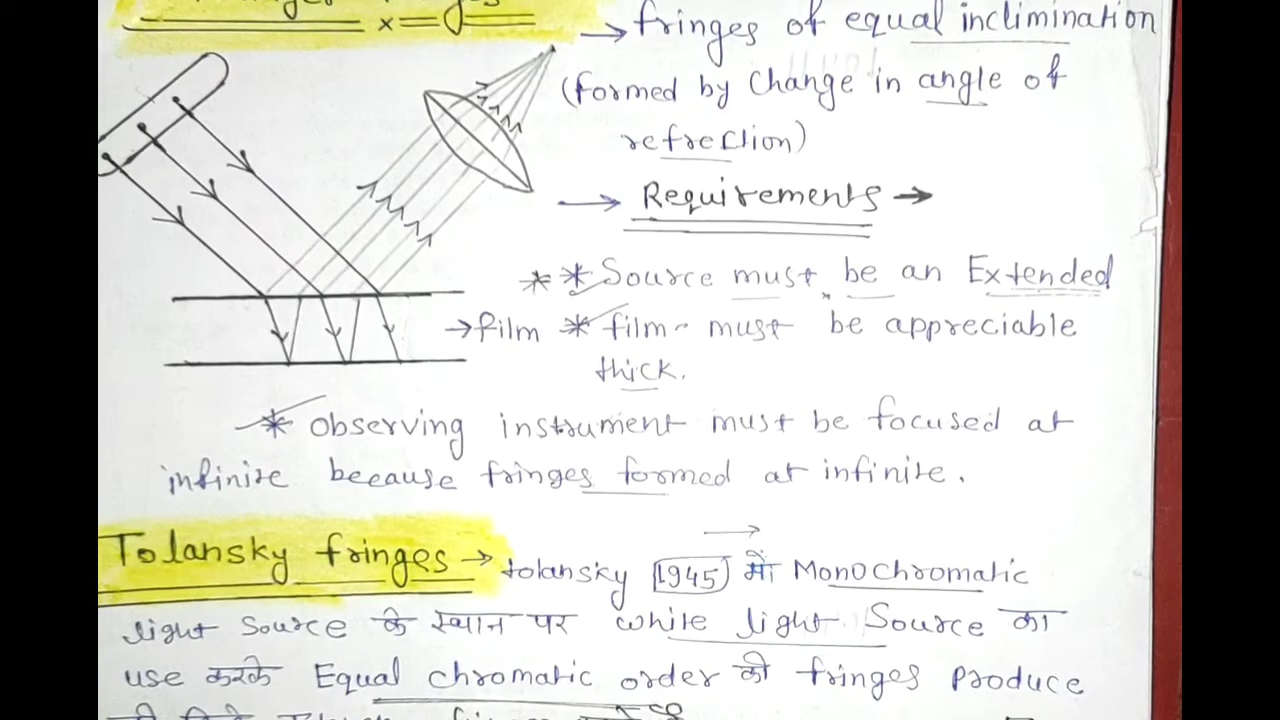 → fringes of equal inclimination
(formed by Change in angle of
refrection)
→ Requirements →
** Source must be an Extended
→ film * film must be appreciable
thick.
* Observing instrument must be focused at
infinite because fringes formed at infinite.
Tolansky fringes → tolansky 1945 में Monochromatic
light Source के स्थान पर white light Source का
use करके Equal chromatic order की fringes Produce